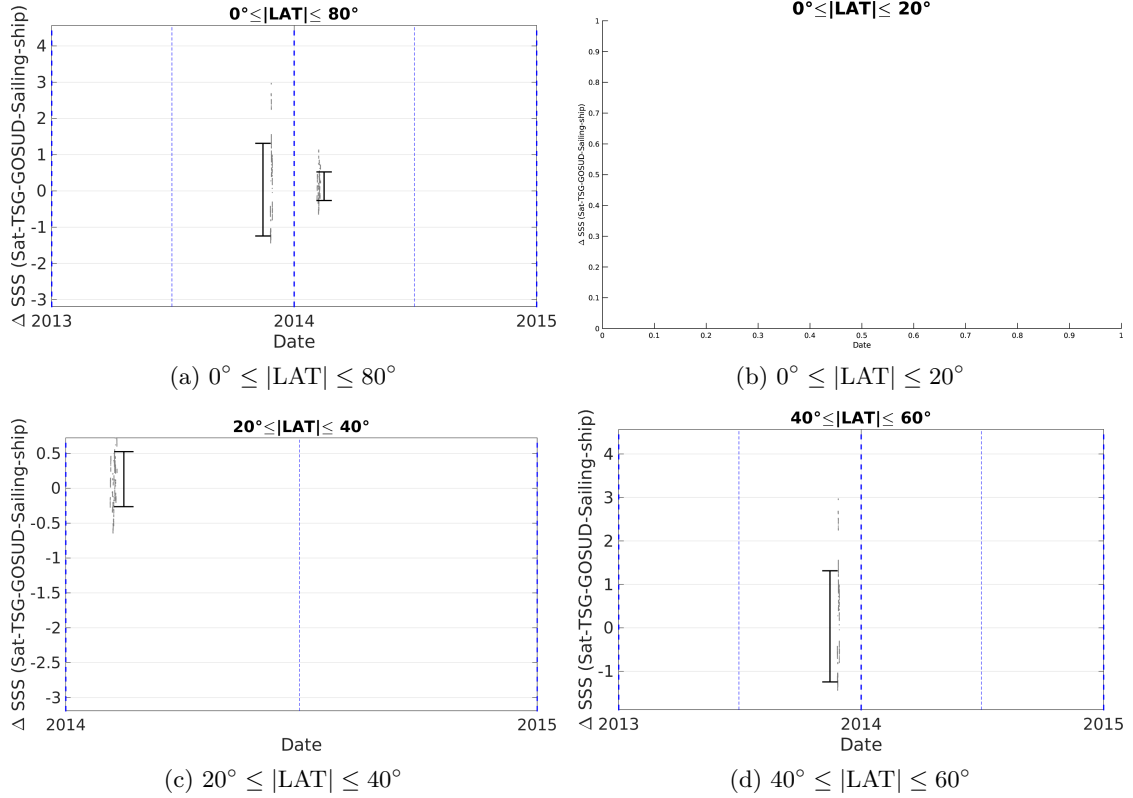 0°≤|LAT|≤ 80°
Δ SSS (Sat-TSG-GOSUD-Sailing-ship)
4
3
2
1
0
-1
-2
-3
2013
2014
2015
Date
(a) 0° ≤ |LAT| ≤ 80°
0°≤|LAT|≤ 20°
Δ SSS (Sat-TSG-GOSUD-Sailing-ship)
1
0.9
0.8
0.7
0.6
0.5
0.4
0.3
0.2
0.1
0
0 0.1 0.2 0.3 0.4 0.5 0.6 0.7 0.8 0.9 1
Date
(b) 0° ≤ |LAT| ≤ 20°
20°≤|LAT|≤ 40°
Δ SSS (Sat-TSG-GOSUD-Sailing-ship)
0.5
0
-0.5
-1
-1.5
-2
-2.5
-3
2014
2015
Date
(c) 20° ≤ |LAT| ≤ 40°
40°≤|LAT|≤ 60°
Δ SSS (Sat-TSG-GOSUD-Sailing-ship)
4
3
2
1
0
-1
2013
2014
2015
Date
(d) 40° ≤ |LAT| ≤ 60°